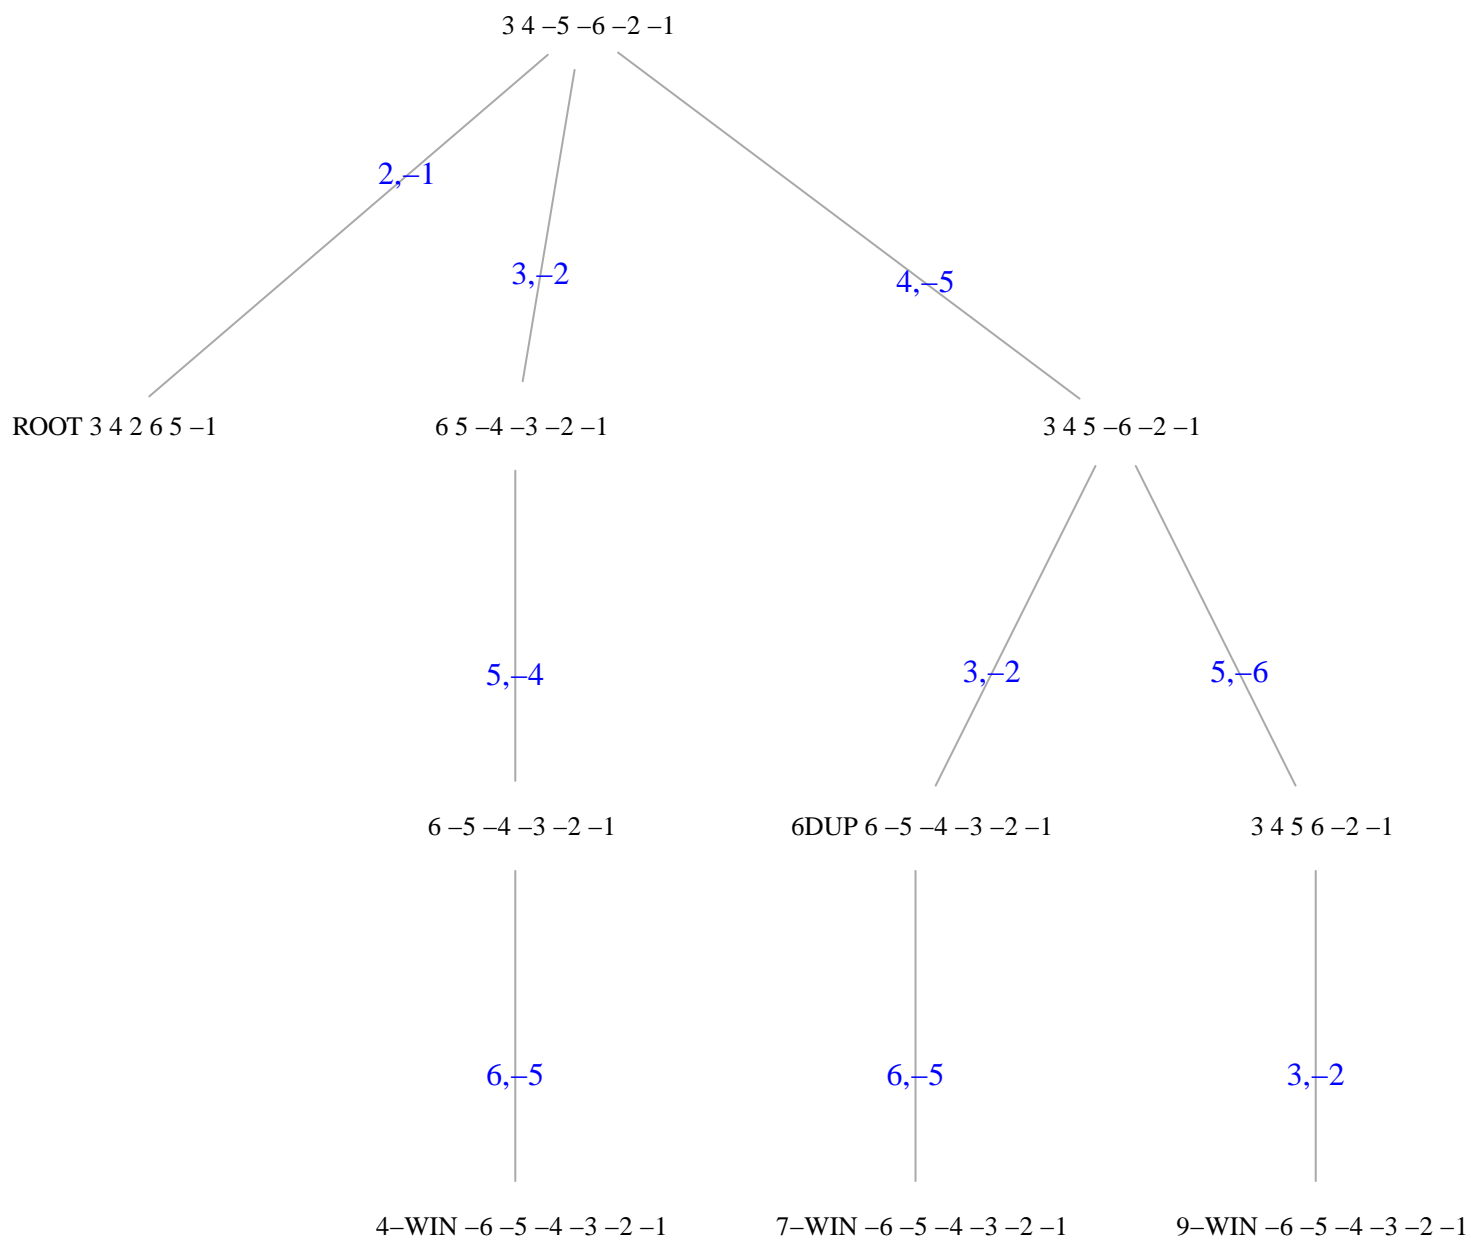 3 4 –5 –6 –2 –1
2,–1
3,–2
4,–5
ROOT 3 4 2 6 5 –1
6 5 –4 –3 –2 –1
3 4 5 –6 –2 –1
5,–4
3,–2
5,–6
6 –5 –4 –3 –2 –1
6DUP 6 –5 –4 –3 –2 –1
3 4 5 6 –2 –1
6,–5
6,–5
3,–2
4–WIN –6 –5 –4 –3 –2 –1
7–WIN –6 –5 –4 –3 –2 –1
9–WIN –6 –5 –4 –3 –2 –1